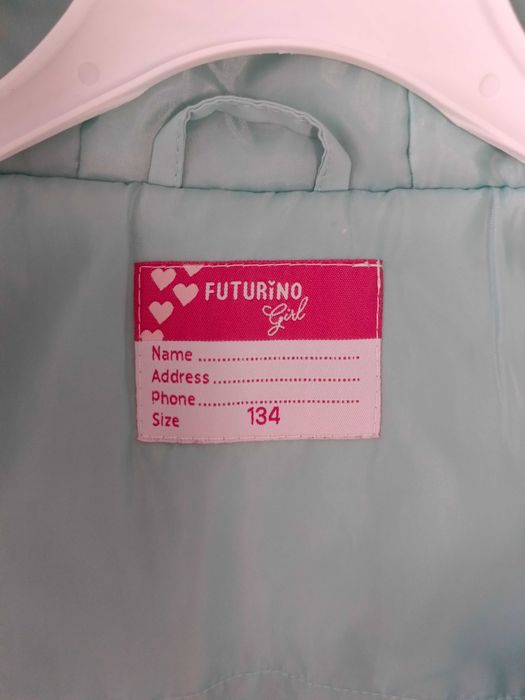 FUTURiNO
Girl
Name ..............................
Address ...........................
Phone ..............................
Size 134